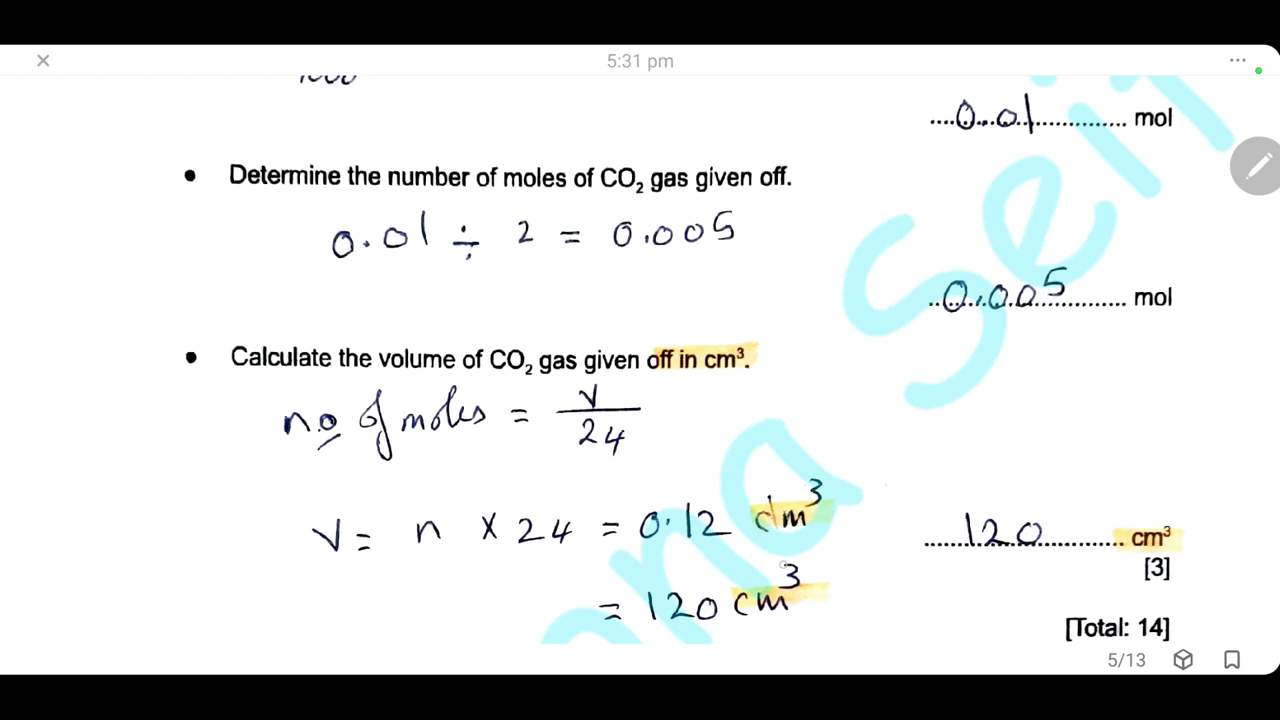 5:31 pm
1000
....0.01.............. mol
• Determine the number of moles of CO₂ gas given off.
0.01 ÷ 2 = 0.005
..0.005.............. mol
• Calculate the volume of CO₂ gas given off in cm³.
no of moles = V
24
V = n × 24 = 0.12 dm³
......120............ cm³
= 120 cm³
[3]
[Total: 14]
5/13